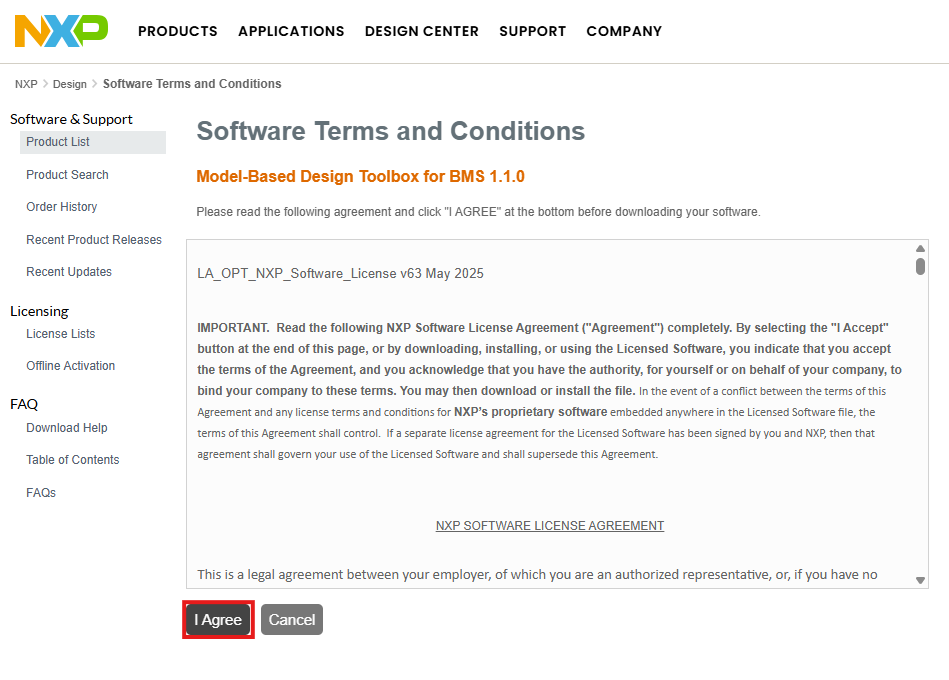 NXP
PRODUCTS APPLICATIONS DESIGN CENTER SUPPORT COMPANY
NXP > Design > Software Terms and Conditions
Software & Support
Product List
Product Search
Order History
Recent Product Releases
Recent Updates
Licensing
License Lists
Offline Activation
FAQ
Download Help
Table of Contents
FAQs
Software Terms and Conditions
Model-Based Design Toolbox for BMS 1.1.0
Please read the following agreement and click "I AGREE" at the bottom before downloading your software.
LA_OPT_NXP_Software_License v63 May 2025
IMPORTANT. Read the following NXP Software License Agreement ("Agreement") completely. By selecting the "I Accept"
button at the end of this page, or by downloading, installing, or using the Licensed Software, you indicate that you accept
the terms of the Agreement, and you acknowledge that you have the authority, for yourself or on behalf of your company, to
bind your company to these terms. You may then download or install the file. In the event of a conflict between the terms of this
Agreement and any license terms and conditions for NXP's proprietary software embedded anywhere in the Licensed Software file, the
terms of this Agreement shall control. If a separate license agreement for the Licensed Software has been signed by you and NXP, then that
agreement shall govern your use of the Licensed Software and shall supersede this Agreement.
NXP SOFTWARE LICENSE AGREEMENT
This is a legal agreement between your employer, of which you are an authorized representative, or, if you have no
I Agree Cancel